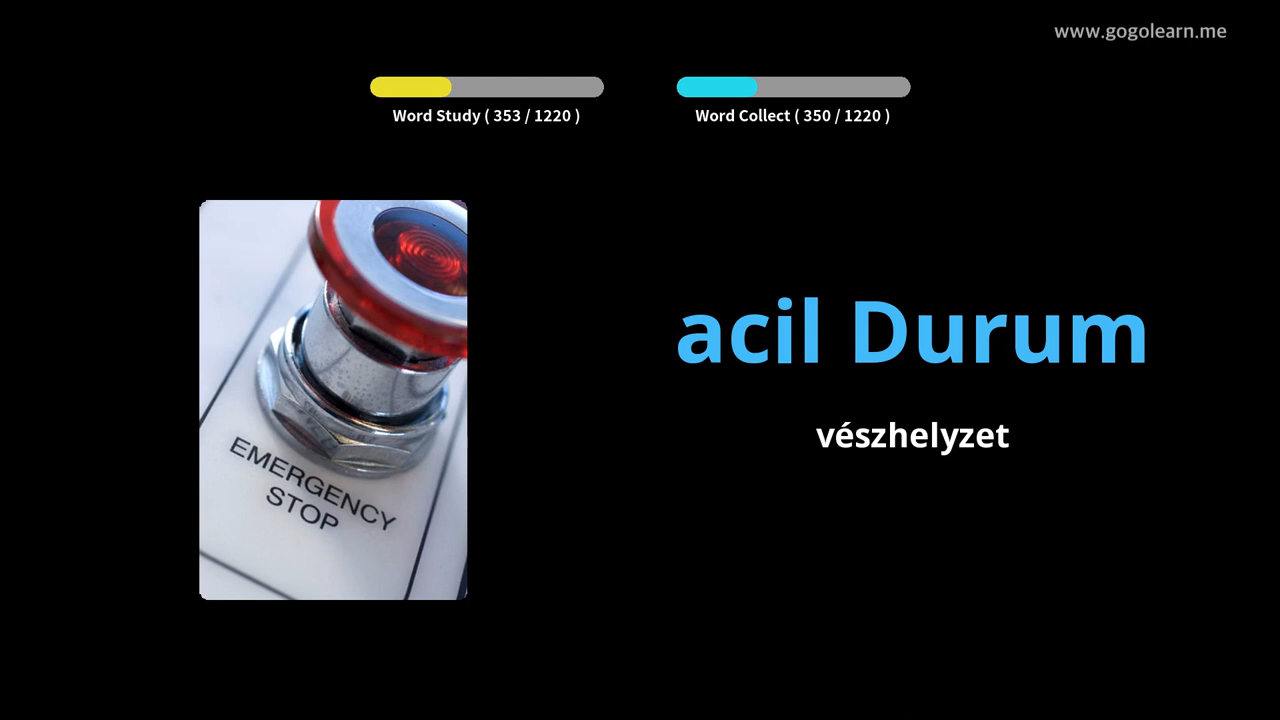 www.gogolearn.me
Word Study ( 353 / 1220 )
Word Collect ( 350 / 1220 )
EMERGENCY
STOP
acil Durum
vészhelyzet